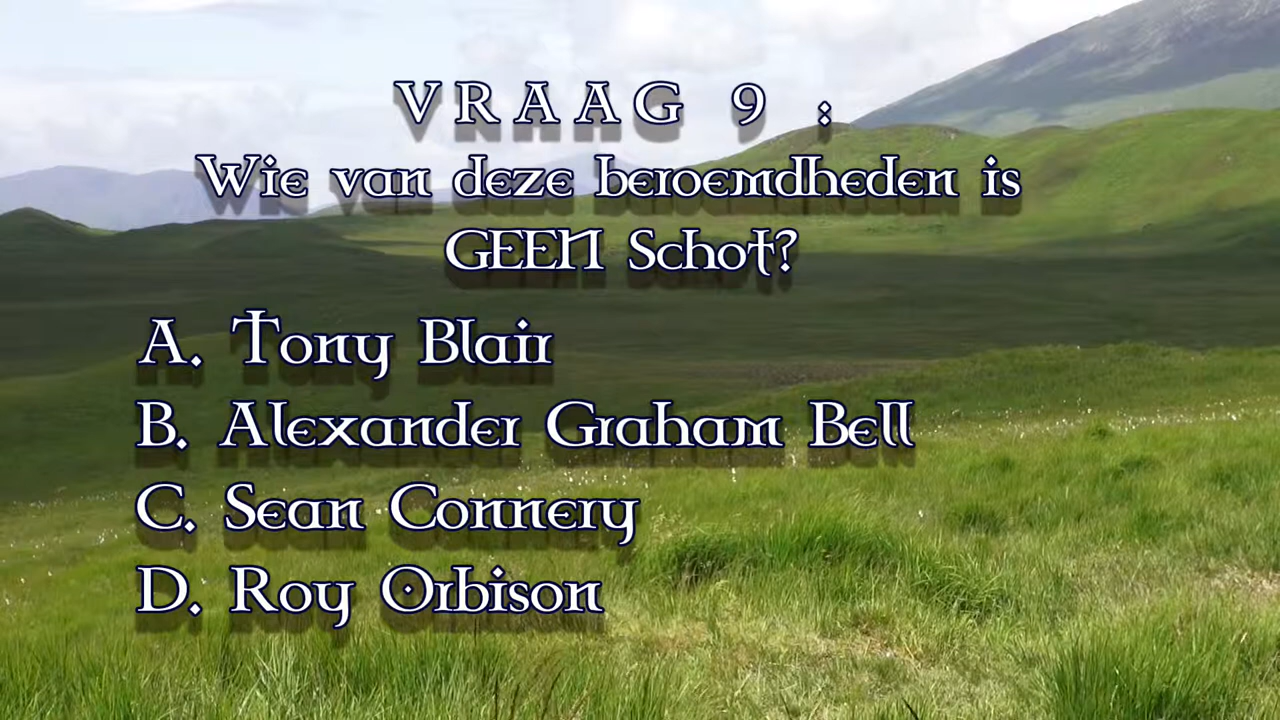 VRAAG 9 :
Wie van deze beroemdheden is
GEEN Schot?
A. Tony Blair
B. Alexander Graham Bell
C. Sean Connery
D. Roy Orbison